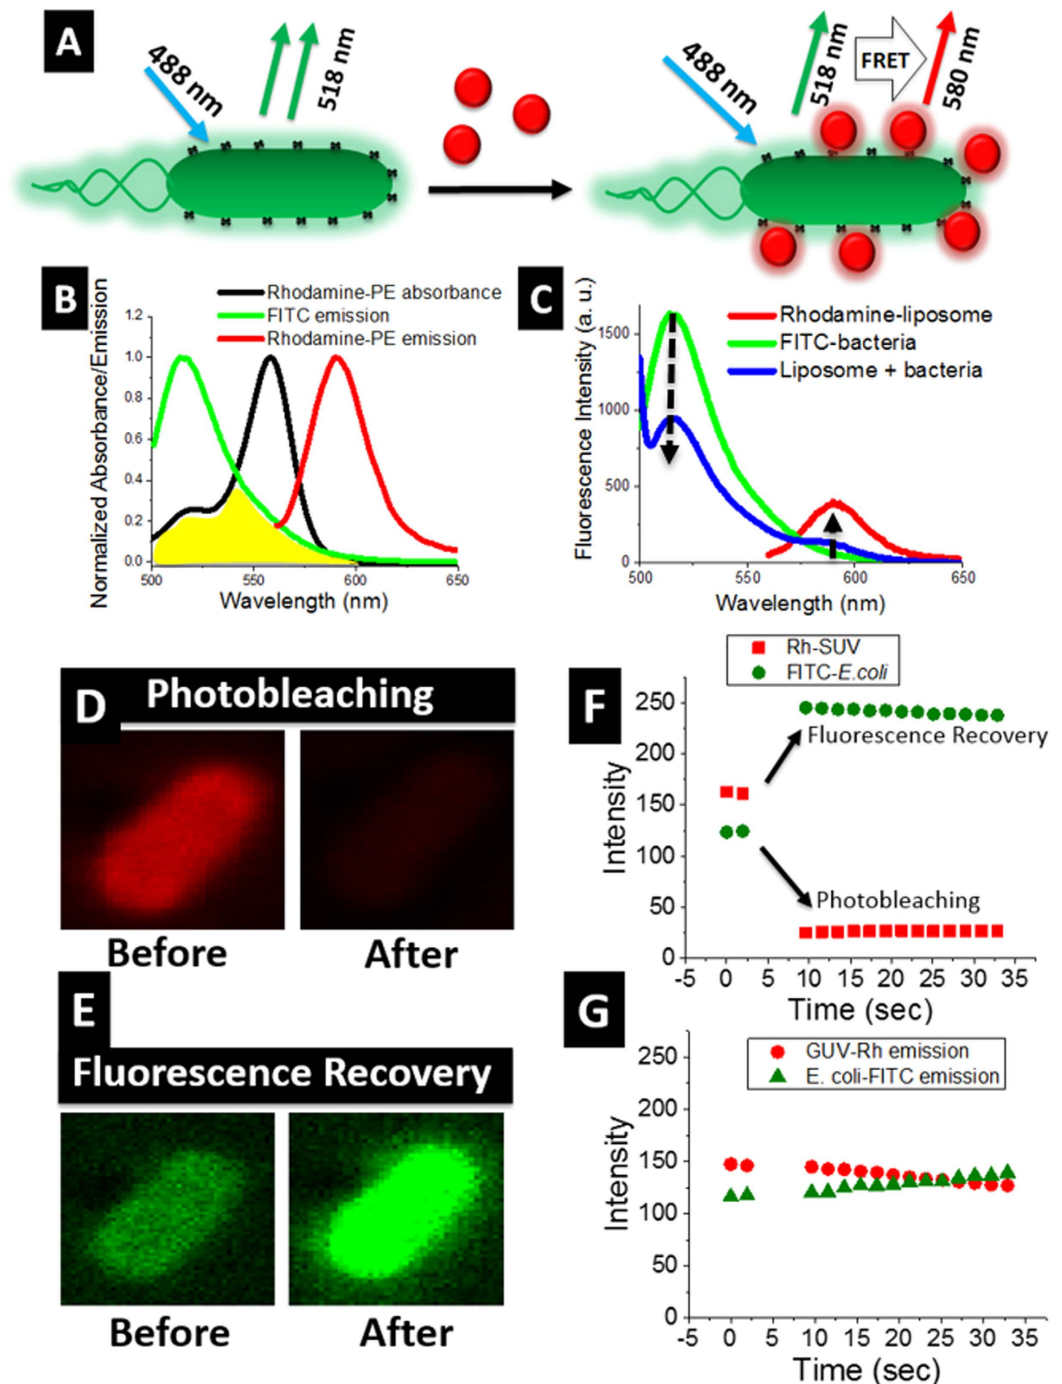 A
488 nm
518 nm
488 nm
518 nm
FRET
580 nm
B
Rhodamine-PE absorbance
FITC emission
Rhodamine-PE emission
Normalized Absorbance/Emission
1.2
1.0
0.8
0.6
0.4
0.2
0.0
500
550
600
650
Wavelength (nm)
C
Rhodamine-liposome
FITC-bacteria
Liposome + bacteria
Fluorescence Intensity (a. u.)
1500
1000
500
0
500
550
600
650
Wavelength (nm)
D
Photobleaching
Before
After
E
Fluorescence Recovery
Before
After
F
Rh-SUV
FITC-E.coli
Intensity
250
200
150
100
50
0
Fluorescence Recovery
Photobleaching
-5 0 5 10 15 20 25 30 35
Time (sec)
G
GUV-Rh emission
E. coli-FITC emission
Intensity
250
200
150
100
50
0
-5 0 5 10 15 20 25 30 35
Time (sec)